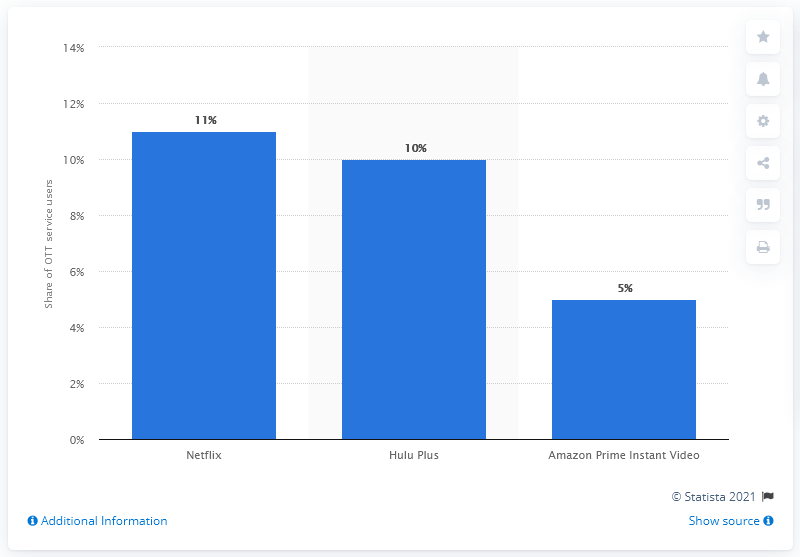 14%
12%
10%
8%
6%
4%
2%
0%
Share of OTT service users
11%
10%
5%
Netflix
Hulu Plus
Amazon Prime Instant Video
© Statista 2021
Additional Information
Show source